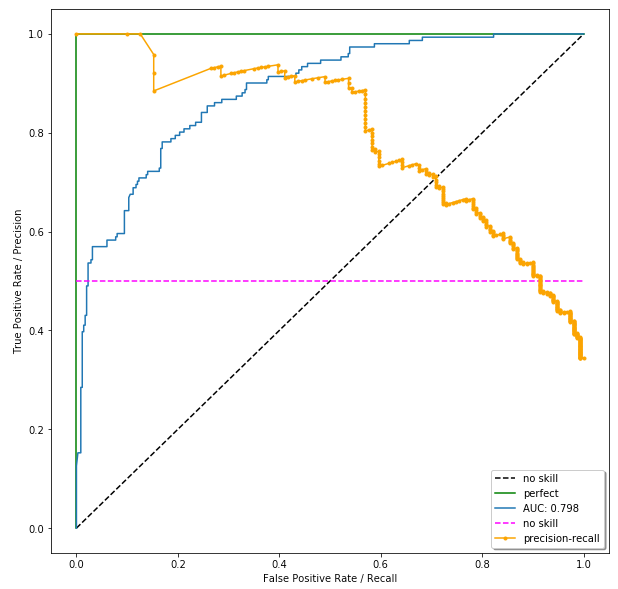 1.0
0.8
0.6
0.4
0.2
0.0
True Positive Rate / Precision
0.0 0.2 0.4 0.6 0.8 1.0
False Positive Rate / Recall
no skill
perfect
AUC: 0.798
no skill
precision-recall